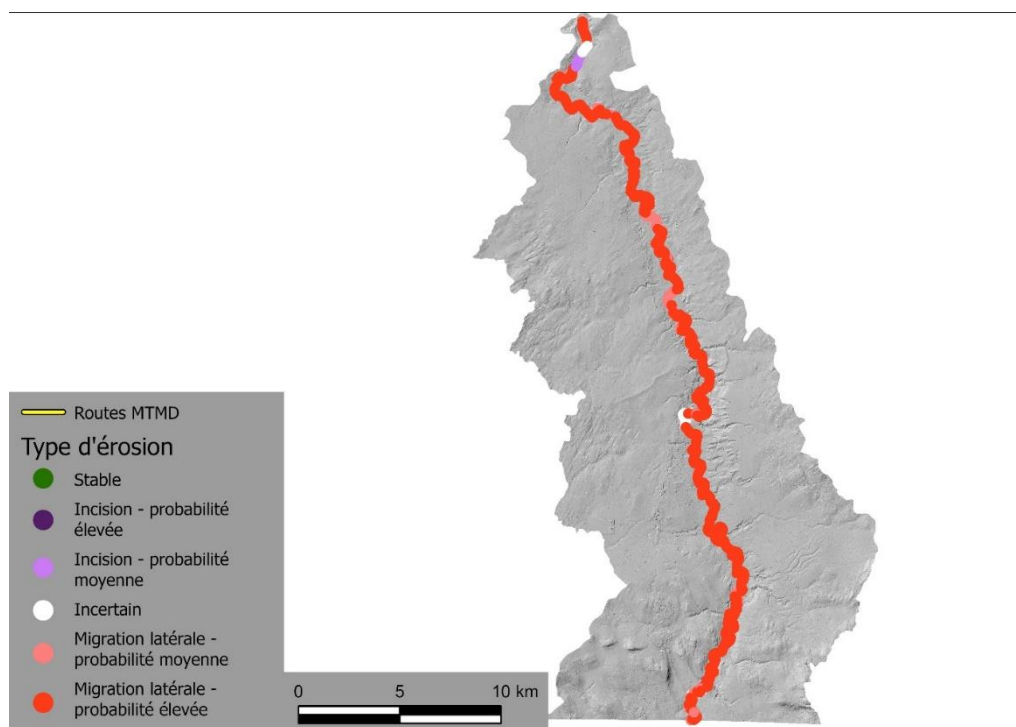 Routes MTMD
Type d'érosion
Stable
Incision - probabilité
élevée
Incision - probabilité
moyenne
Incertain
Migration latérale -
probabilité moyenne
Migration latérale -
probabilité élevée
0 5 10 km